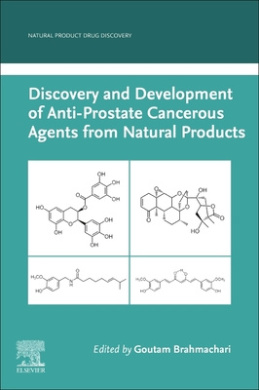 NATURAL PRODUCT DRUG DISCOVERY
Discovery and Development
of Anti-Prostate Cancerous
Agents from Natural Products
Edited by Goutam Brahmachari
ELSEVIER